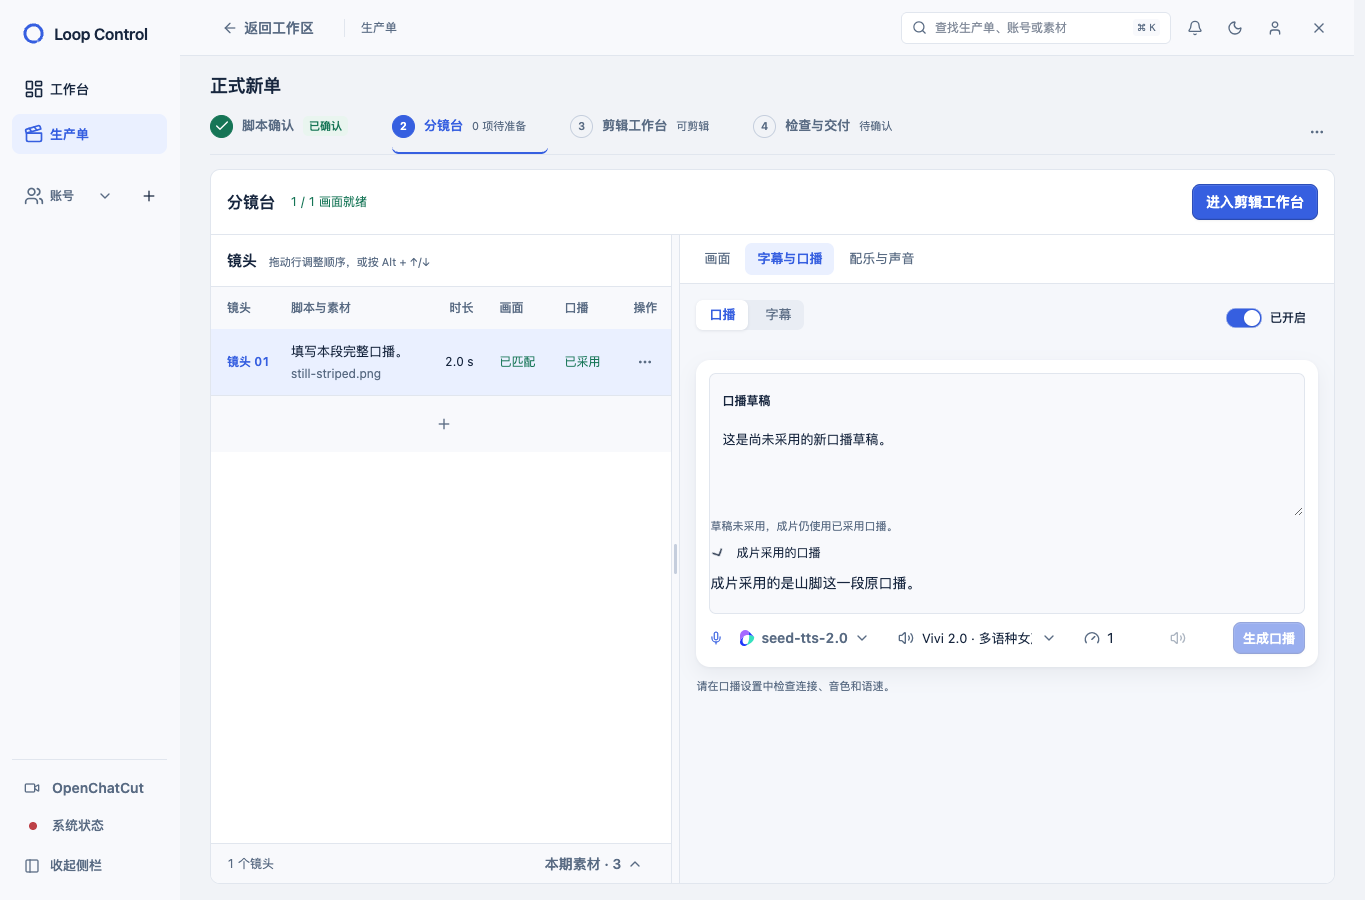 Loop Control
返回工作区
生产单
查找生产单、账号或素材
⌘ K
工作台
生产单
账号
正式新单
脚本确认 已确认
2 分镜台 0 项待准备
3 剪辑工作台 可剪辑
4 检查与交付 待确认
分镜台 1 / 1 画面就绪
进入剪辑工作台
镜头 拖动行调整顺序，或按 Alt + ↑/↓
镜头 脚本与素材 时长 画面 口播 操作
镜头 01 填写本段完整口播。 2.0 s 已匹配 已采用
still-striped.png
画面 字幕与口播 配乐与声音
口播 字幕
已开启
口播草稿
这是尚未采用的新口播草稿。
草稿未采用，成片仍使用已采用口播。
成片采用的口播
成片采用的是山脚这一段原口播。
seed-tts-2.0
Vivi 2.0 · 多语种女
1
生成口播
请在口播设置中检查连接、音色和语速。
1 个镜头
本期素材 · 3
OpenChatCut
系统状态
收起侧栏